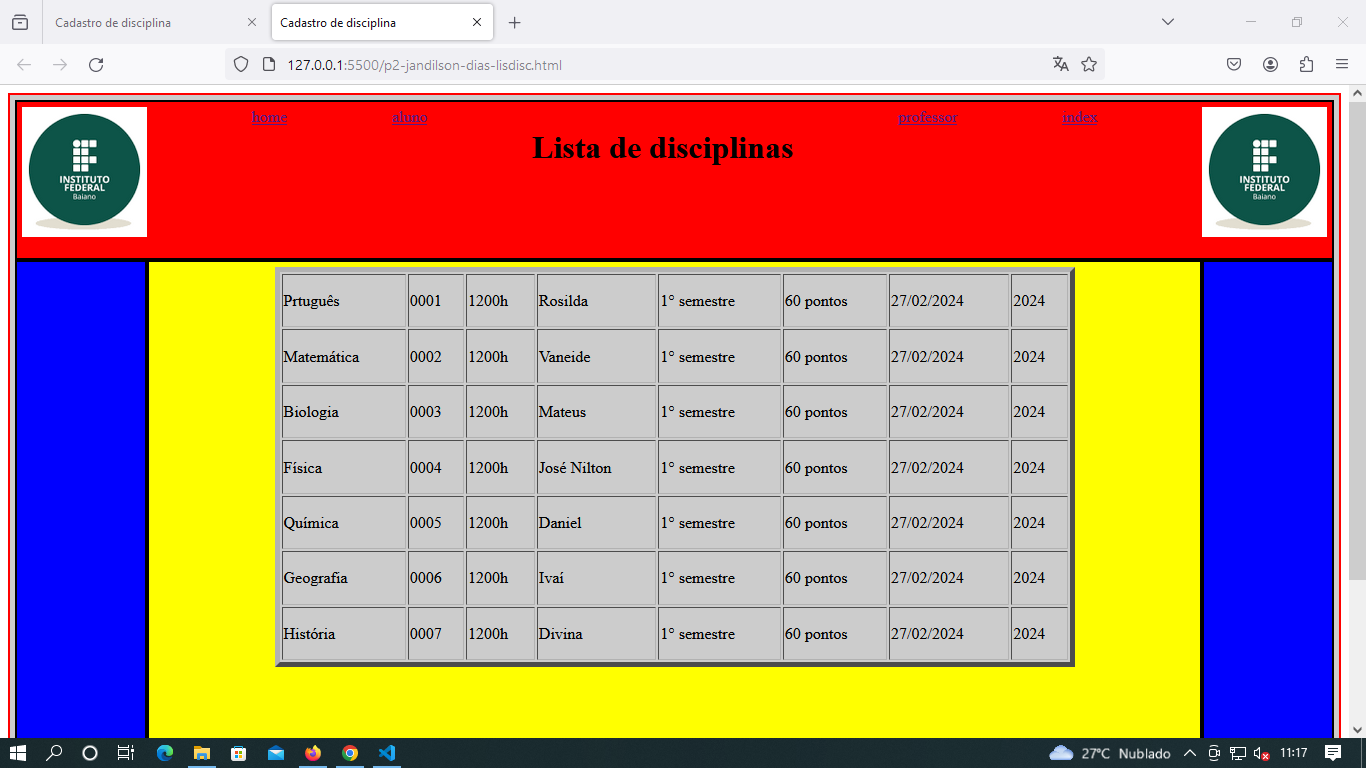 Cadastro de disciplina
Cadastro de disciplina
127.0.0.1:5500/p2-jandilson-dias-lisdisc.html
home aluno professor index
INSTITUTO
FEDERAL
Baiano
Lista de disciplinas
INSTITUTO
FEDERAL
Baiano
Prtuguês 0001 1200h Rosilda 1° semestre 60 pontos 27/02/2024 2024
Matemática 0002 1200h Vaneide 1° semestre 60 pontos 27/02/2024 2024
Biologia 0003 1200h Mateus 1° semestre 60 pontos 27/02/2024 2024
Física 0004 1200h José Nilton 1° semestre 60 pontos 27/02/2024 2024
Química 0005 1200h Daniel 1° semestre 60 pontos 27/02/2024 2024
Geografía 0006 1200h Ivaí 1° semestre 60 pontos 27/02/2024 2024
História 0007 1200h Divina 1° semestre 60 pontos 27/02/2024 2024
27°C Nublado 11:17